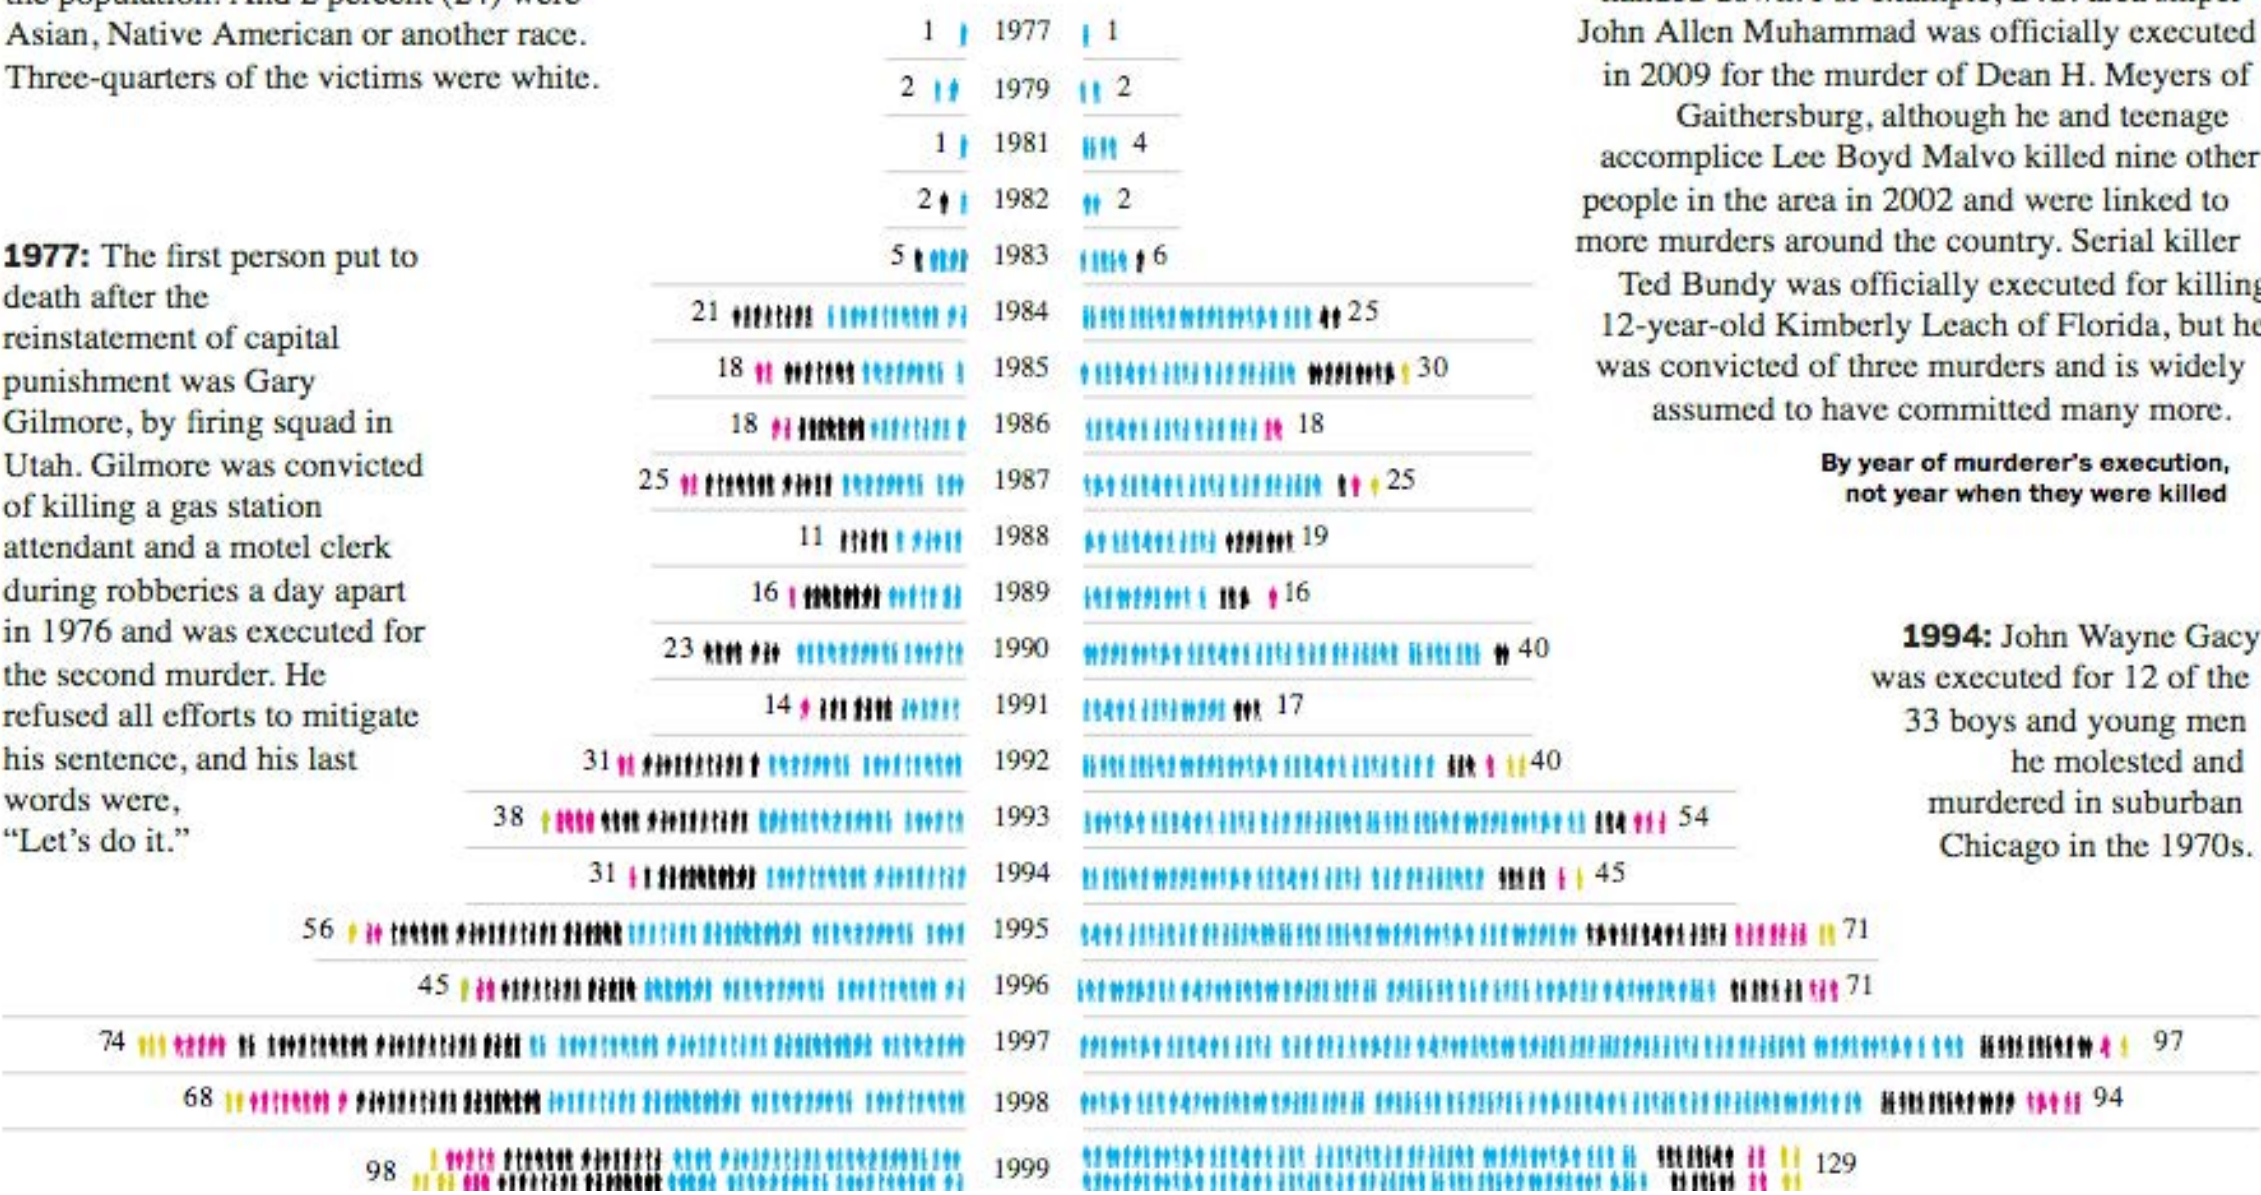 the population. And 2 percent (24) were
Asian, Native American or another race.
Three-quarters of the victims were white.
1977: The first person put to
death after the
reinstatement of capital
punishment was Gary
Gilmore, by firing squad in
Utah. Gilmore was convicted
of killing a gas station
attendant and a motel clerk
during robberies a day apart
in 1976 and was executed for
the second murder. He
refused all efforts to mitigate
his sentence, and his last
words were,
“Let’s do it.”
1 1977 1
2 1979 2
1 1981 4
2 1982 2
5 1983 6
21 1984 25
18 1985 30
18 1986 18
25 1987 25
11 1988 19
16 1989 16
23 1990 40
14 1991 17
31 1992 40
38 1993 54
31 1994 45
56 1995 71
45 1996 71
74 1997 97
68 1998 94
98 1999 129
John Allen Muhammad was officially executed
in 2009 for the murder of Dean H. Meyers of
Gaithersburg, although he and teenage
accomplice Lee Boyd Malvo killed nine other
people in the area in 2002 and were linked to
more murders around the country. Serial killer
Ted Bundy was officially executed for killing
12-year-old Kimberly Leach of Florida, but he
was convicted of three murders and is widely
assumed to have committed many more.
By year of murderer’s execution,
not year when they were killed
1994: John Wayne Gacy
was executed for 12 of the
33 boys and young men
he molested and
murdered in suburban
Chicago in the 1970s.